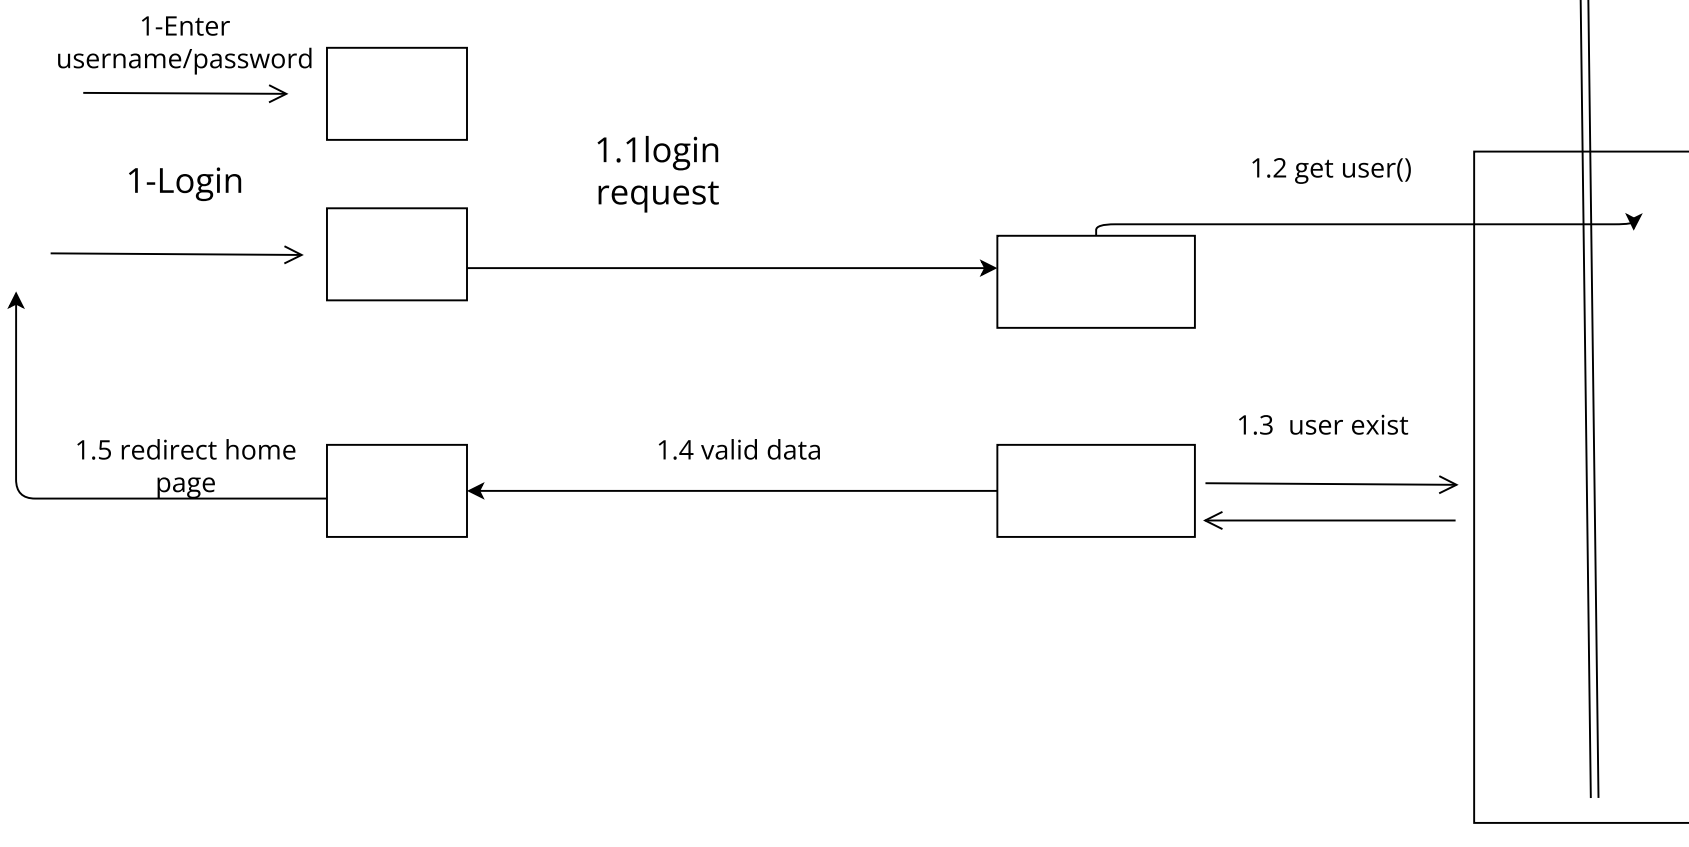 1-Enter
username/password
1-Login
1.1login
request
1.2 get user()
1.3  user exist
1.4 valid data
1.5 redirect home
page